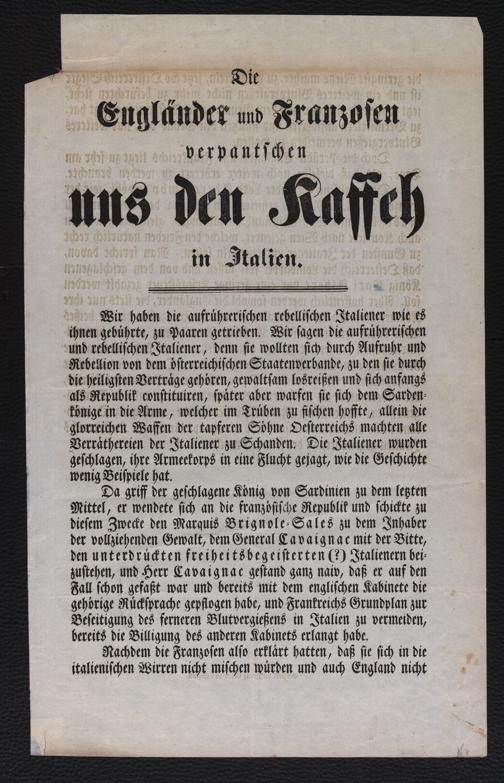 Die
Engländer und Franzosen
verpantschen
uns den Kaffeh
in Italien.
Wir haben die aufrührerischen rebellischen Italiener wie es
ihnen gebührte, zu Paaren getrieben. Wir sagen die aufrührerischen
und rebellischen Italiener, denn sie wollten sich durch Aufruhr und
Rebellion von dem österreichischen Staatenverbande, zu den sie durch
die heiligsten Verträge gehören, gewaltsam losreißen und sich anfangs
als Republik constituiren, später aber warfen sie sich dem Sarden-
könige in die Arme, welcher im Trüben zu fischen hoffte, allein die
glorreichen Waffen der tapferen Söhne Oesterreichs machten alle
Verräthereien der Italiener zu Schanden. Die Italiener wurden
geschlagen, ihre Armeekorps in eine Flucht gejagt, wie die Geschichte
wenig Beispiele hat.
Da griff der geschlagene König von Sardinien zu dem letzten
Mittel, er wendete sich an die französische Republik und schickte zu
diesem Zwecke den Marquis Brignole-Sales zu dem Inhaber
der vollziehenden Gewalt, dem General Cavaignac mit der Bitte,
den unterdrückten freiheitsbegeisterten (?) Italienern bei-
zustehen, und Herr Cavaignac gestand ganz naiv, daß er auf den
Fall schon gefaßt war und bereits mit dem englischen Kabinete die
gehörige Rücksprache gepflogen habe, und Frankreichs Grundplan zur
Beseitigung des ferneren Blutvergießens in Italien zu vermeiden,
bereits die Billigung des anderen Kabinets erlangt habe.
Nachdem die Franzosen also erklärt hatten, daß sie sich in die
italienischen Wirren nicht mischen würden und auch England nicht